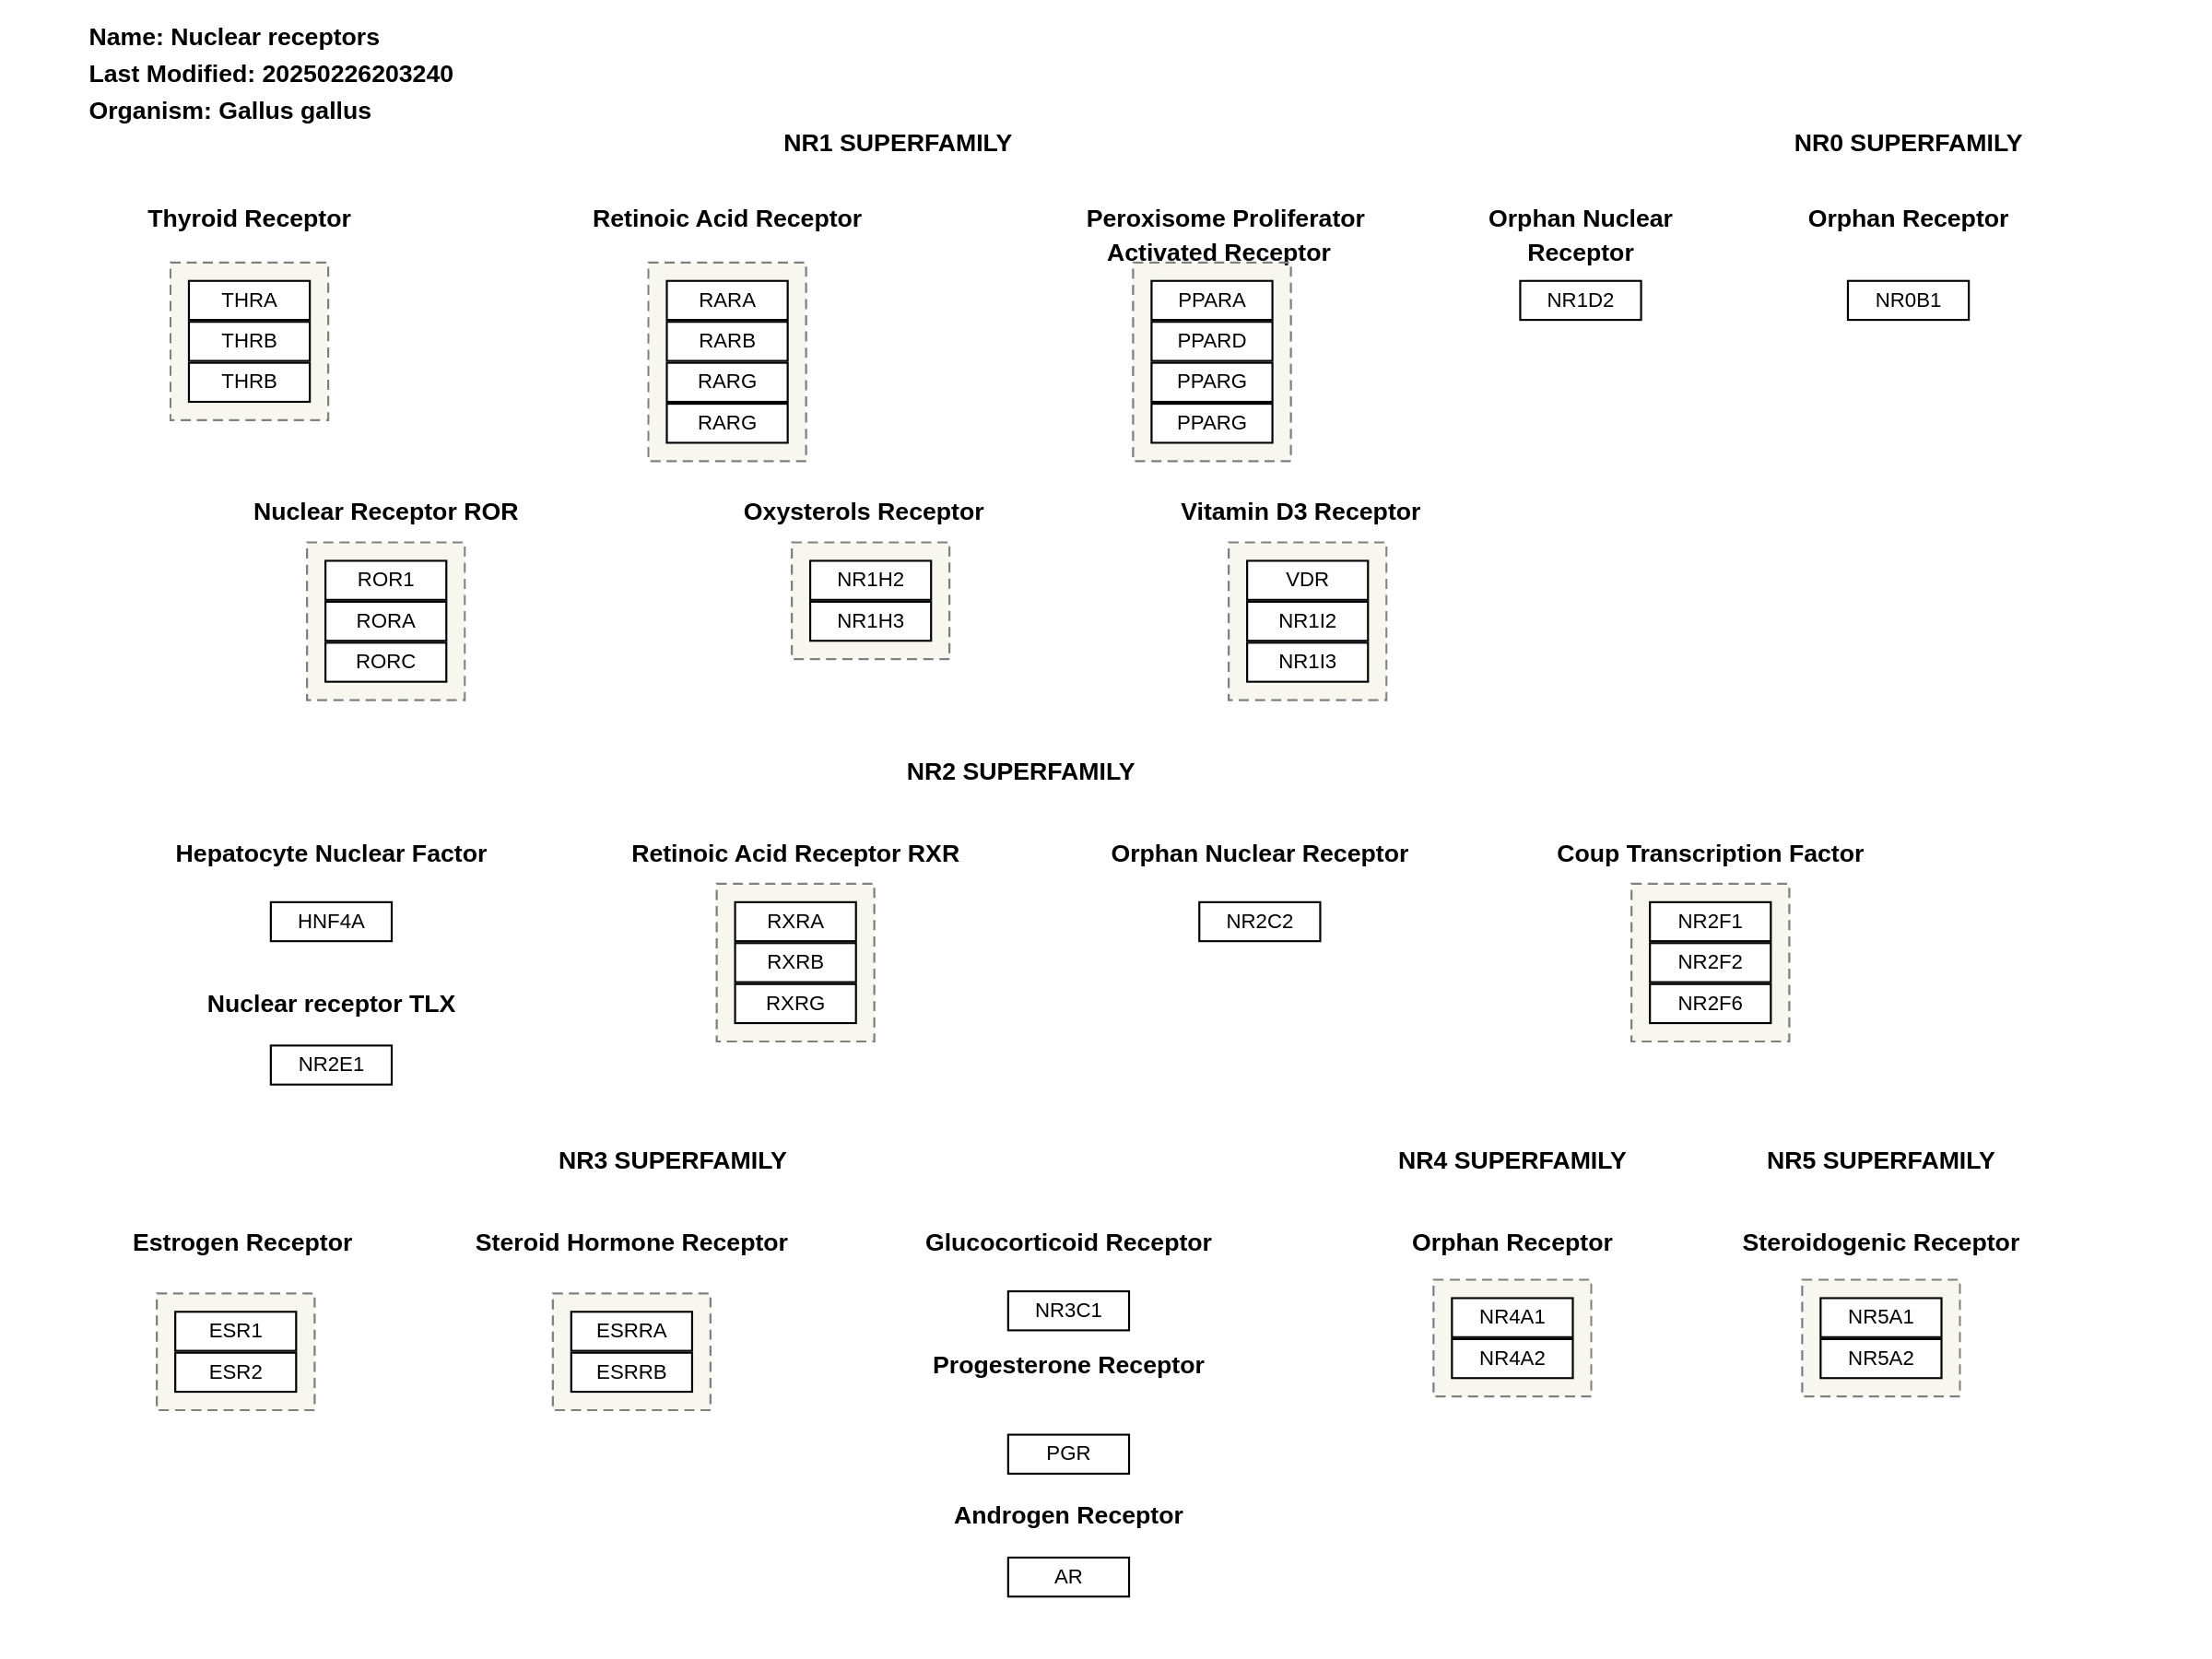 Name: Nuclear receptors
Last Modified: 20250226203240
Organism: Gallus gallus
NR1 SUPERFAMILY
NR0 SUPERFAMILY
Thyroid Receptor
THRA
THRB
THRB
Retinoic Acid Receptor
RARA
RARB
RARG
RARG
Peroxisome Proliferator
Activated Receptor
PPARA
PPARD
PPARG
PPARG
Orphan Nuclear
Receptor
NR1D2
Orphan Receptor
NR0B1
Nuclear Receptor ROR
ROR1
RORA
RORC
Oxysterols Receptor
NR1H2
NR1H3
Vitamin D3 Receptor
VDR
NR1I2
NR1I3
NR2 SUPERFAMILY
Hepatocyte Nuclear Factor
HNF4A
Nuclear receptor TLX
NR2E1
Retinoic Acid Receptor RXR
RXRA
RXRB
RXRG
Orphan Nuclear Receptor
NR2C2
Coup Transcription Factor
NR2F1
NR2F2
NR2F6
NR3 SUPERFAMILY
NR4 SUPERFAMILY
NR5 SUPERFAMILY
Estrogen Receptor
ESR1
ESR2
Steroid Hormone Receptor
ESRRA
ESRRB
Glucocorticoid Receptor
NR3C1
Progesterone Receptor
PGR
Androgen Receptor
AR
Orphan Receptor
NR4A1
NR4A2
Steroidogenic Receptor
NR5A1
NR5A2